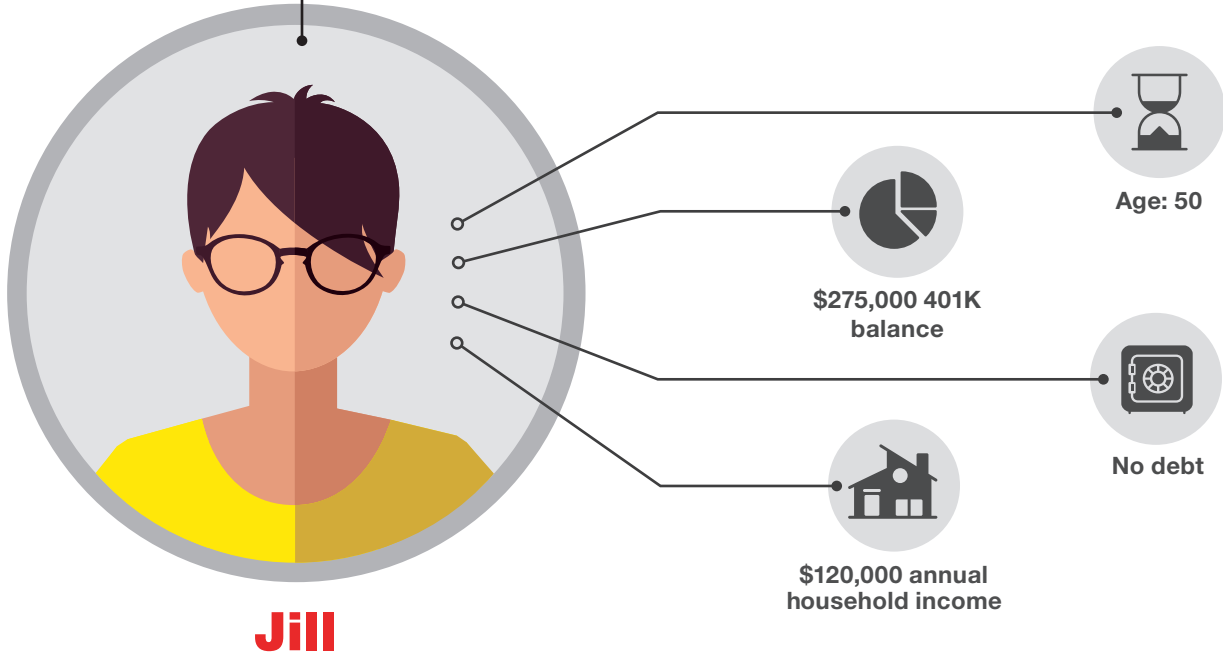 Age: 50
$275,000 401K
balance
No debt
$120,000 annual
household income
Jill